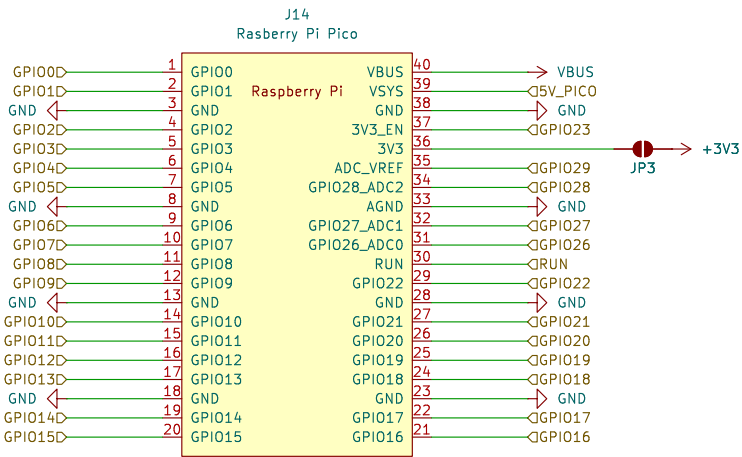 J14
Rasberry Pi Pico
Raspberry Pi
GPIO0 1 GPIO0 VBUS 40 VBUS
GPIO1 2 GPIO1 VSYS 39 5V_PICO
GND 3 GND GND 38 GND
GPIO2 4 GPIO2 3V3_EN 37 GPIO23
GPIO3 5 GPIO3 3V3 36 +3V3
JP3
GPIO4 6 GPIO4 ADC_VREF 35 GPIO29
GPIO5 7 GPIO5 GPIO28_ADC2 34 GPIO28
GND 8 GND AGND 33 GND
GPIO6 9 GPIO6 GPIO27_ADC1 32 GPIO27
GPIO7 10 GPIO7 GPIO26_ADC0 31 GPIO26
GPIO8 11 GPIO8 RUN 30 RUN
GPIO9 12 GPIO9 GPIO22 29 GPIO22
GND 13 GND GND 28 GND
GPIO10 14 GPIO10 GPIO21 27 GPIO21
GPIO11 15 GPIO11 GPIO20 26 GPIO20
GPIO12 16 GPIO12 GPIO19 25 GPIO19
GPIO13 17 GPIO13 GPIO18 24 GPIO18
GND 18 GND GND 23 GND
GPIO14 19 GPIO14 GPIO17 22 GPIO17
GPIO15 20 GPIO15 GPIO16 21 GPIO16